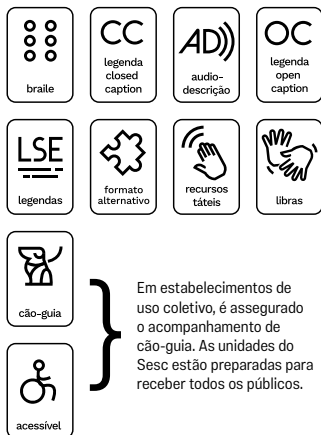 braile
CC
legenda
closed
caption
AD
audio-
descrição
OC
legenda
open
caption
LSE
legendas
formato
alternativo
recursos
táteis
libras
cão-guia
acessível
Em estabelecimentos de
uso coletivo, é assegurado
o acompanhamento de
cão-guia. As unidades do
Sesc estão preparadas para
receber todos os públicos.